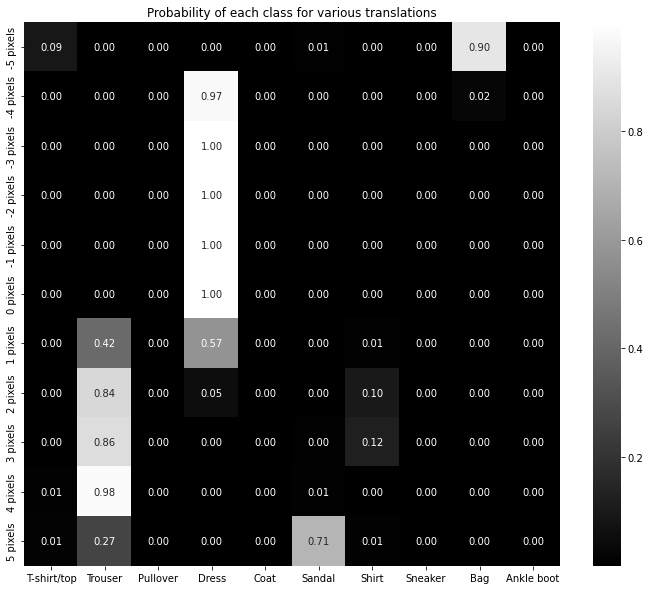 Probability of each class for various translations
-5 pixels 0.09 0.00 0.00 0.00 0.00 0.01 0.00 0.00 0.90 0.00
-4 pixels 0.00 0.00 0.00 0.97 0.00 0.00 0.00 0.00 0.02 0.00
-3 pixels 0.00 0.00 0.00 1.00 0.00 0.00 0.00 0.00 0.00 0.00
-2 pixels 0.00 0.00 0.00 1.00 0.00 0.00 0.00 0.00 0.00 0.00
-1 pixels 0.00 0.00 0.00 1.00 0.00 0.00 0.00 0.00 0.00 0.00
0 pixels 0.00 0.00 0.00 1.00 0.00 0.00 0.00 0.00 0.00 0.00
1 pixels 0.00 0.42 0.00 0.57 0.00 0.00 0.01 0.00 0.00 0.00
2 pixels 0.00 0.84 0.00 0.05 0.00 0.00 0.10 0.00 0.00 0.00
3 pixels 0.00 0.86 0.00 0.00 0.00 0.00 0.12 0.00 0.00 0.00
4 pixels 0.01 0.98 0.00 0.00 0.00 0.01 0.00 0.00 0.00 0.00
5 pixels 0.01 0.27 0.00 0.00 0.00 0.71 0.01 0.00 0.00 0.00
T-shirt/top Trouser Pullover Dress Coat Sandal Shirt Sneaker Bag Ankle boot
0.8
0.6
0.4
0.2